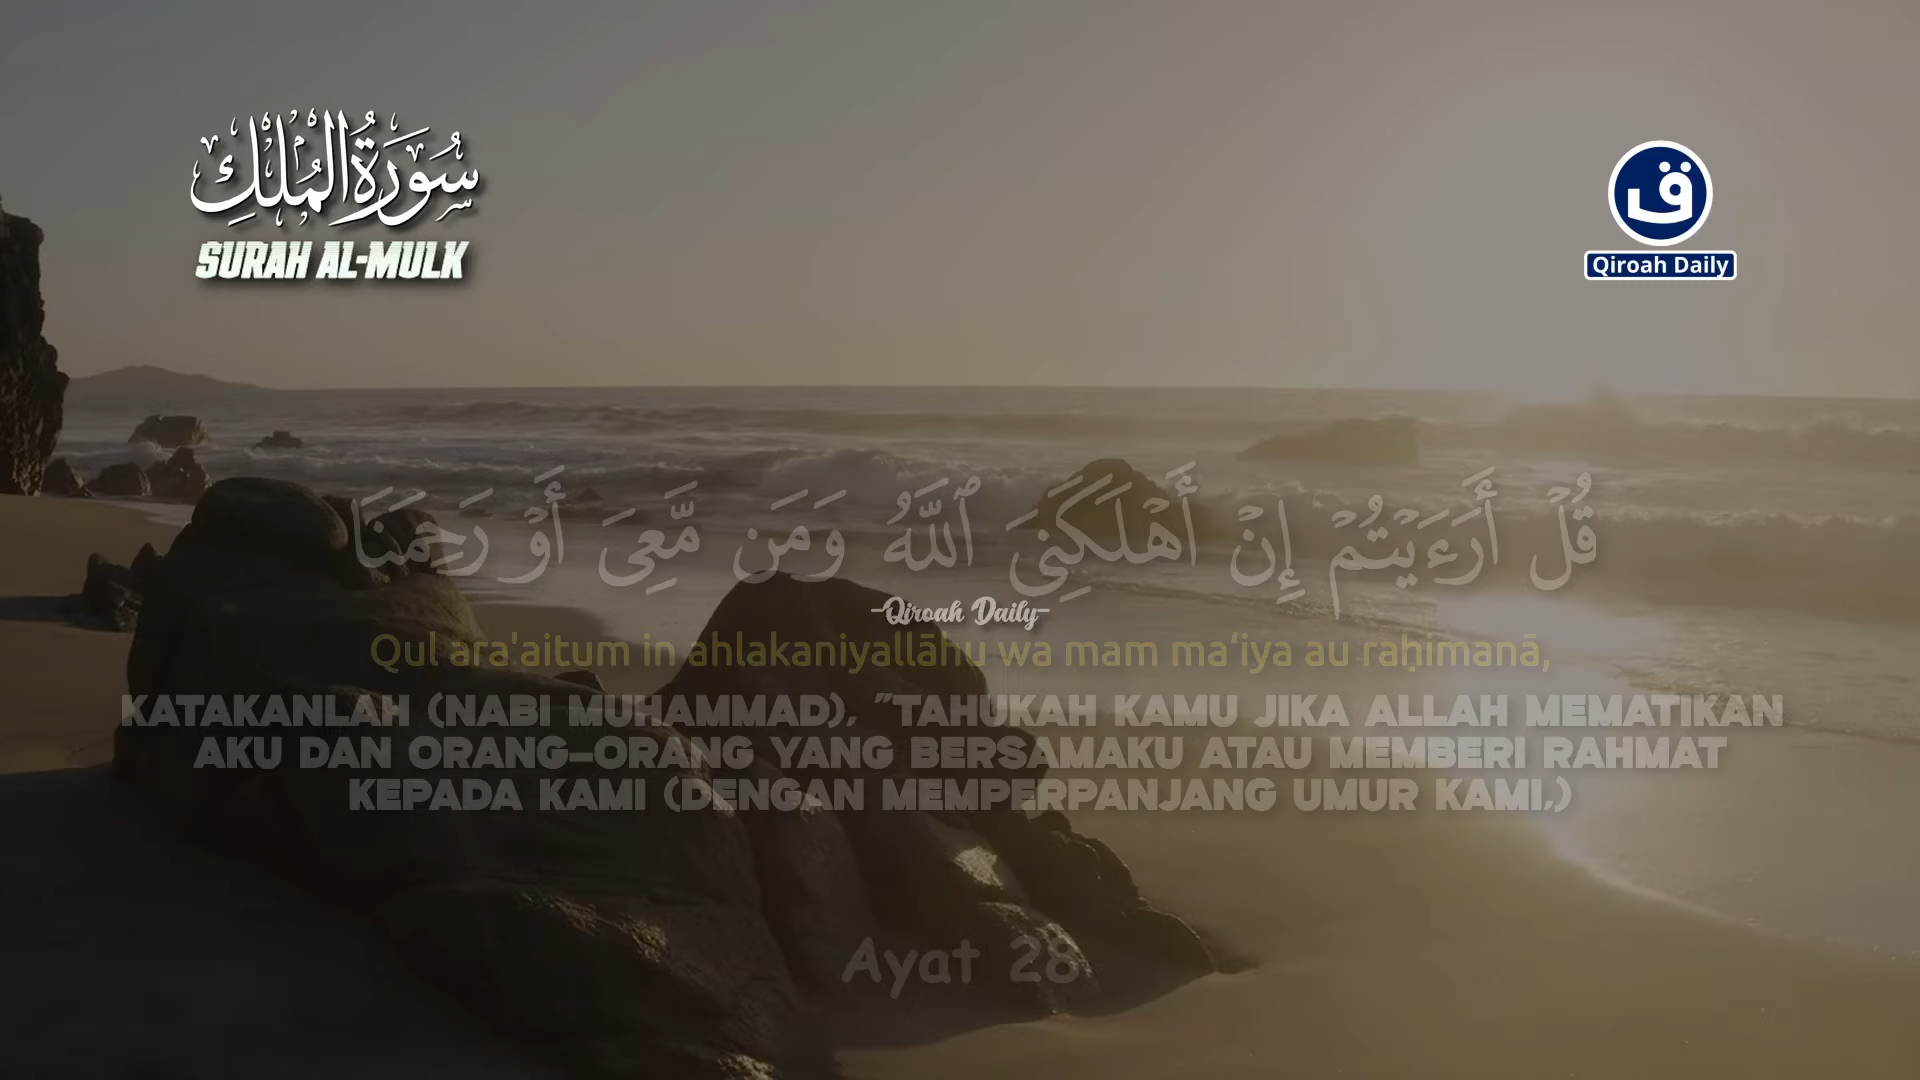 سُورَةُ الْمُلْكِ
SURAH AL-MULK
ق
Qiroah Daily
قُلْ أَرَءَيْتُمْ إِنْ أَهْلَكَنِىَ ٱللَّهُ وَمَن مَّعِىَ أَوْ رَحِمَنَا
-Qiroah Daily-
Qul ara'aitum in ahlakaniyallāhu wa mam ma‘iya au raḥimanā,
KATAKANLAH (NABI MUHAMMAD), "TAHUKAH KAMU JIKA ALLAH MEMATIKAN
AKU DAN ORANG-ORANG YANG BERSAMAKU ATAU MEMBERI RAHMAT
KEPADA KAMI (DENGAN MEMPERPANJANG UMUR KAMI,)
Ayat 28